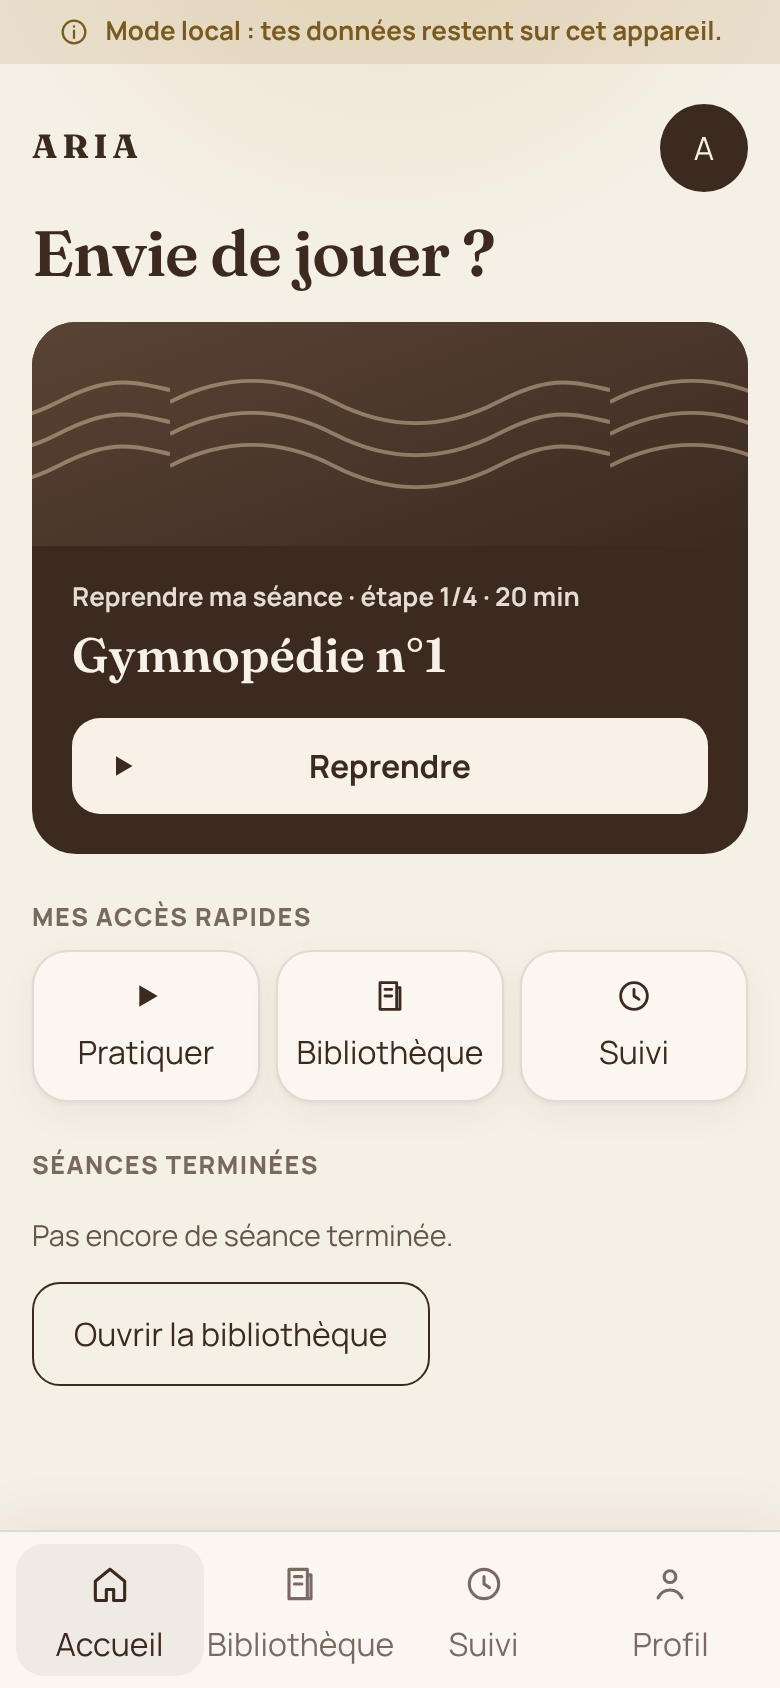 Mode local : tes données restent sur cet appareil.
ARIA
A
Envie de jouer ?
Reprendre ma séance · étape 1/4 · 20 min
Gymnopédie n°1
Reprendre
MES ACCÈS RAPIDES
Pratiquer
Bibliothèque
Suivi
SÉANCES TERMINÉES
Pas encore de séance terminée.
Ouvrir la bibliothèque
Accueil
Bibliothèque
Suivi
Profil